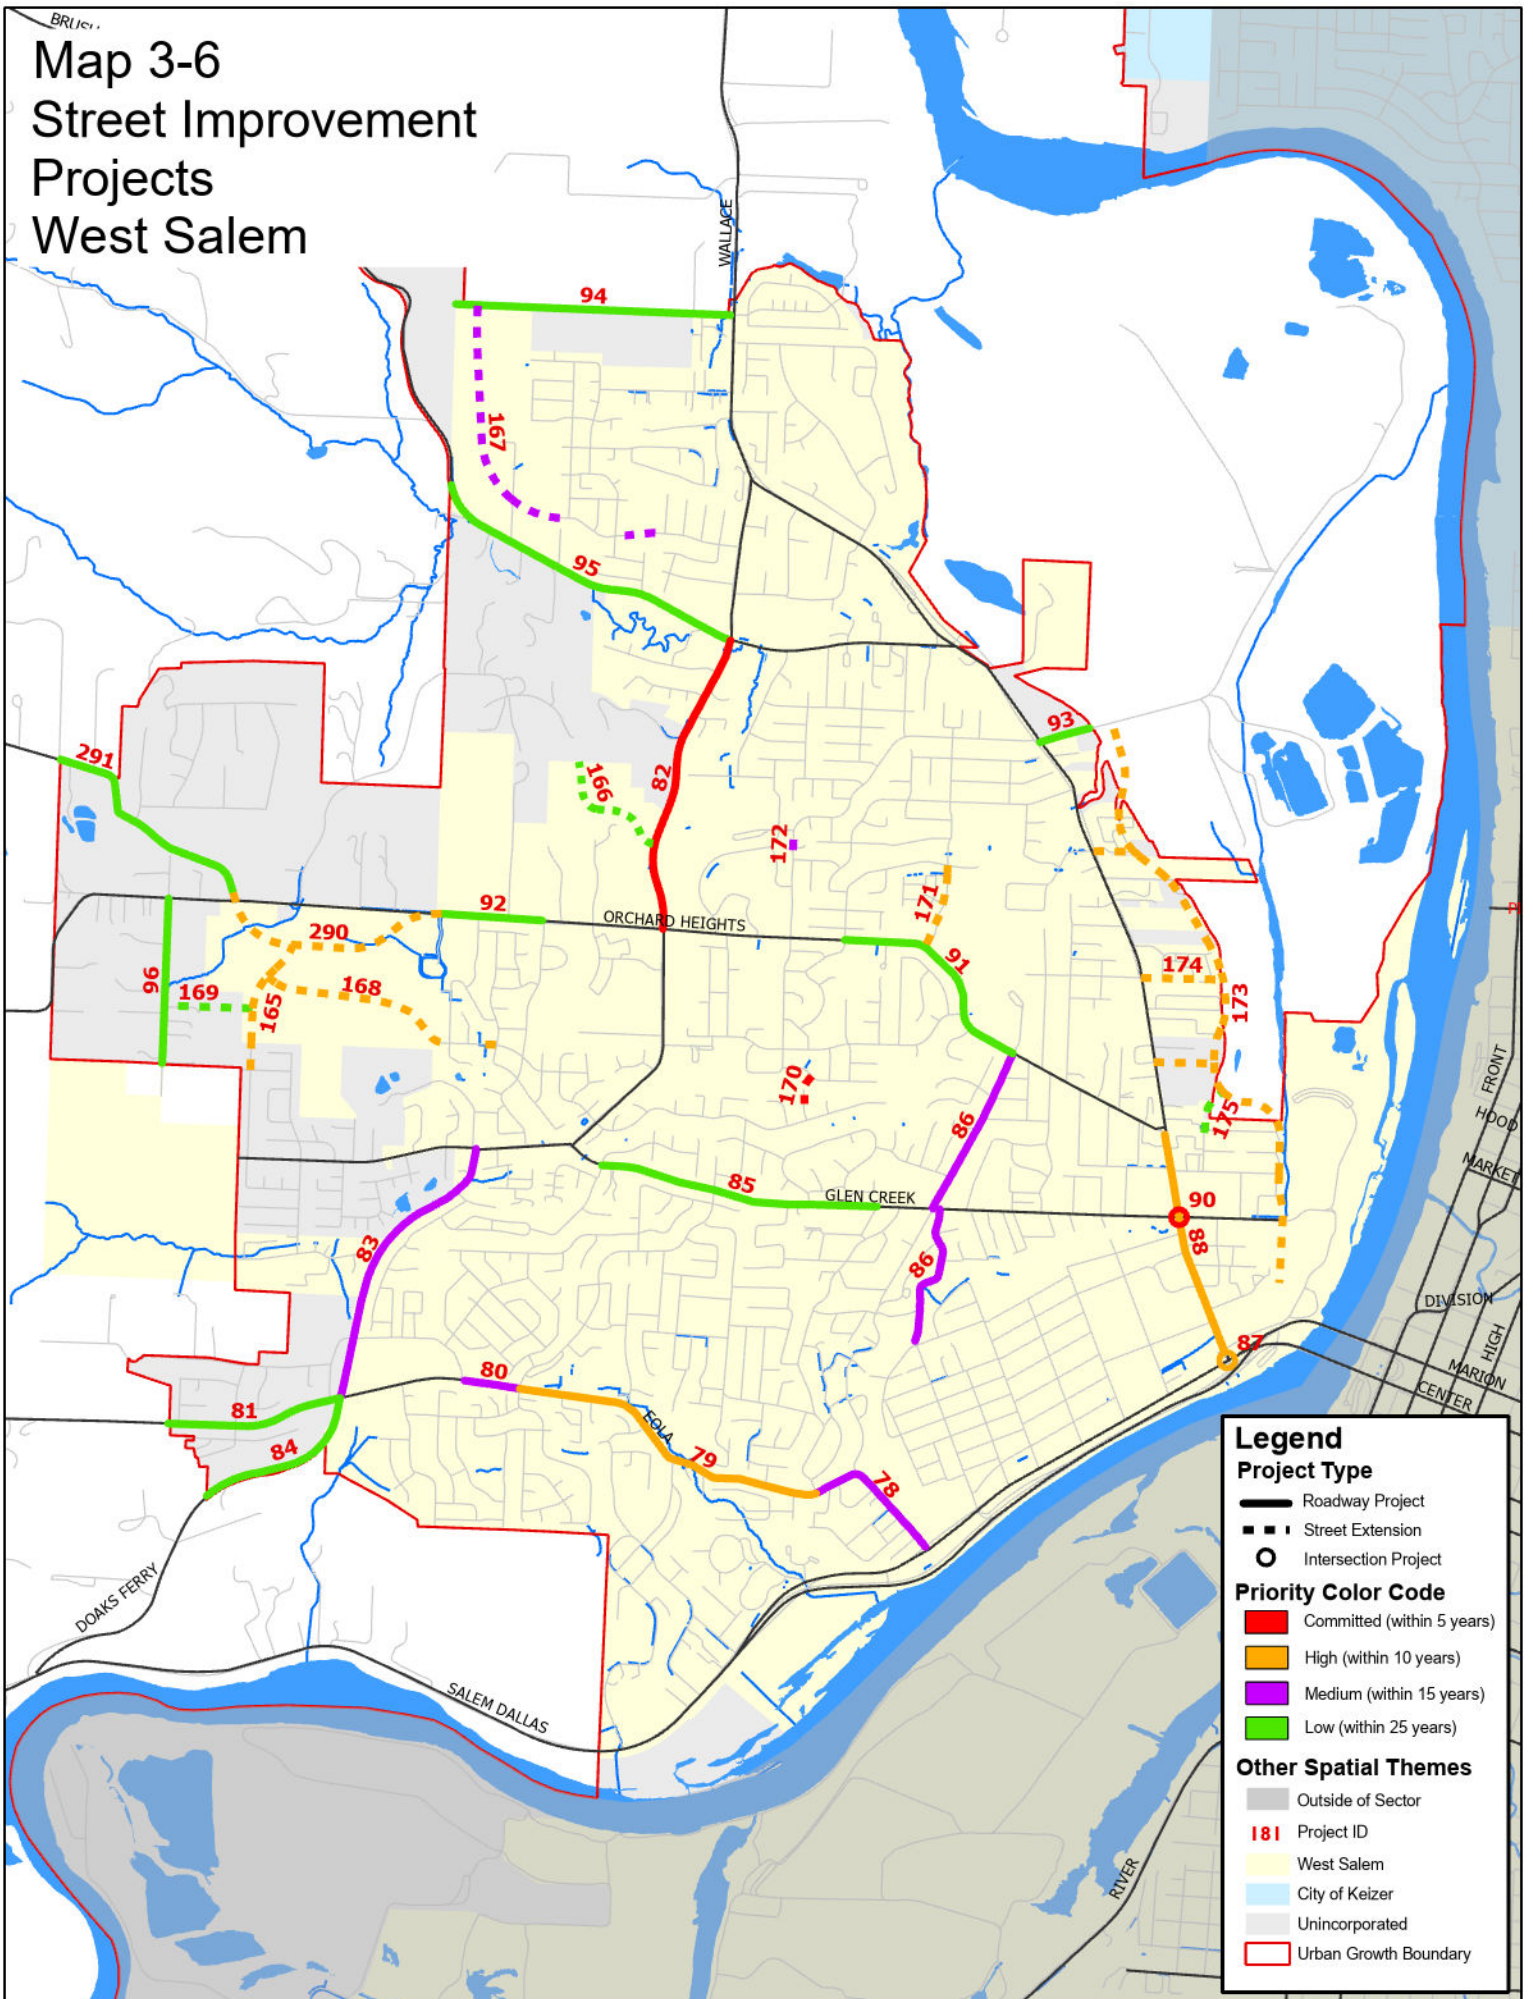 BRUSH
Map 3-6
Street Improvement
Projects
West Salem
WALLACE
94
167
95
93
82
166
291
172
171
92
ORCHARD HEIGHTS
290
91
96
169
168
165
174
173
170
175
86
85
GLEN CREEK
90
88
83
86
87
80
81
EOLA
84
79
78
FRONT
HOOD
MARKET
DIVISION
HIGH
MARION
CENTER
DOAKS FERRY
SALEM DALLAS
RIVER
Legend
Project Type
Roadway Project
Street Extension
Intersection Project
Priority Color Code
Committed (within 5 years)
High (within 10 years)
Medium (within 15 years)
Low (within 25 years)
Other Spatial Themes
Outside of Sector
181 Project ID
West Salem
City of Keizer
Unincorporated
Urban Growth Boundary